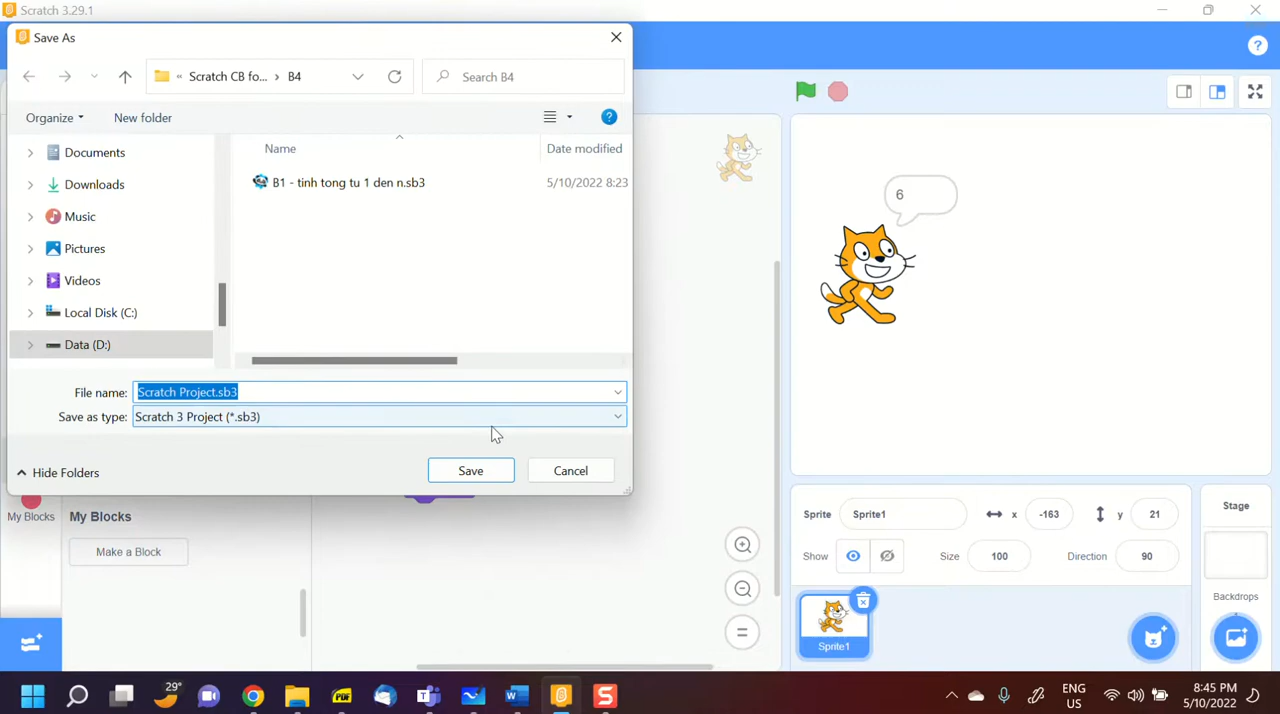 Scratch 3.29.1
Save As
« Scratch CB fo... › B4
Search B4
Organize
New folder
Name
Date modified
Documents
B1 - tinh tong tu 1 den n.sb3
5/10/2022 8:23
Downloads
Music
Pictures
Videos
Local Disk (C:)
Data (D:)
File name:
Scratch Project.sb3
Save as type:
Scratch 3 Project (*.sb3)
Hide Folders
Save
Cancel
6
My Blocks
My Blocks
Make a Block
Sprite
Sprite1
x
-163
y
21
Show
Size
100
Direction
90
Sprite1
Stage
Backdrops
29°
PDF
ENG
US
8:45 PM
5/10/2022